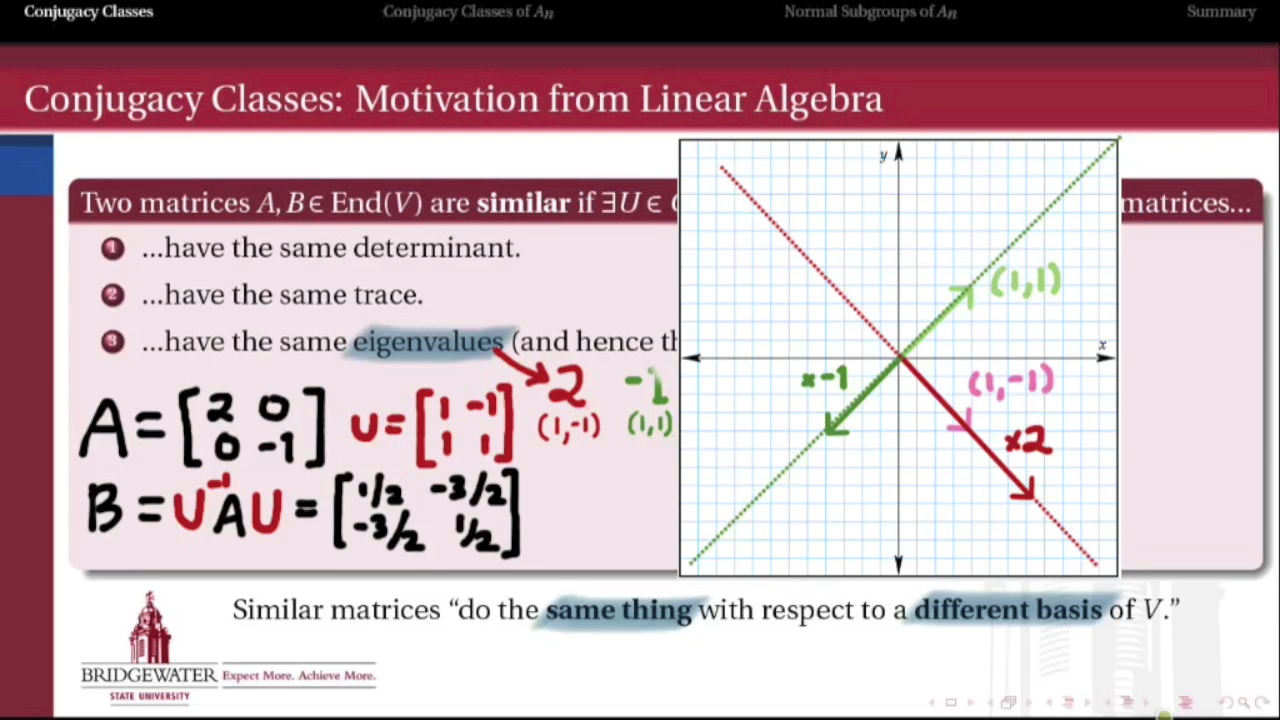 Conjugacy Classes Conjugacy Classes of An Normal Subgroups of An Summary
Conjugacy Classes: Motivation from Linear Algebra
Two matrices A, B ∈ End(V) are similar if ∃U ∈ matrices...
1 ...have the same determinant.
2 ...have the same trace.
3 ...have the same eigenvalues (and hence th
A = [2 0; 0 -1] U = [1 -1; 1 1] 2 (1,-1) -1 (1,1)
B = U⁻¹AU = [1/2 -3/2; -3/2 1/2]
y
x
(1,1)
x-1
(1,-1)
x2
Similar matrices “do the same thing with respect to a different basis of V.”
BRIDGEWATER
STATE UNIVERSITY
Expect More. Achieve More.